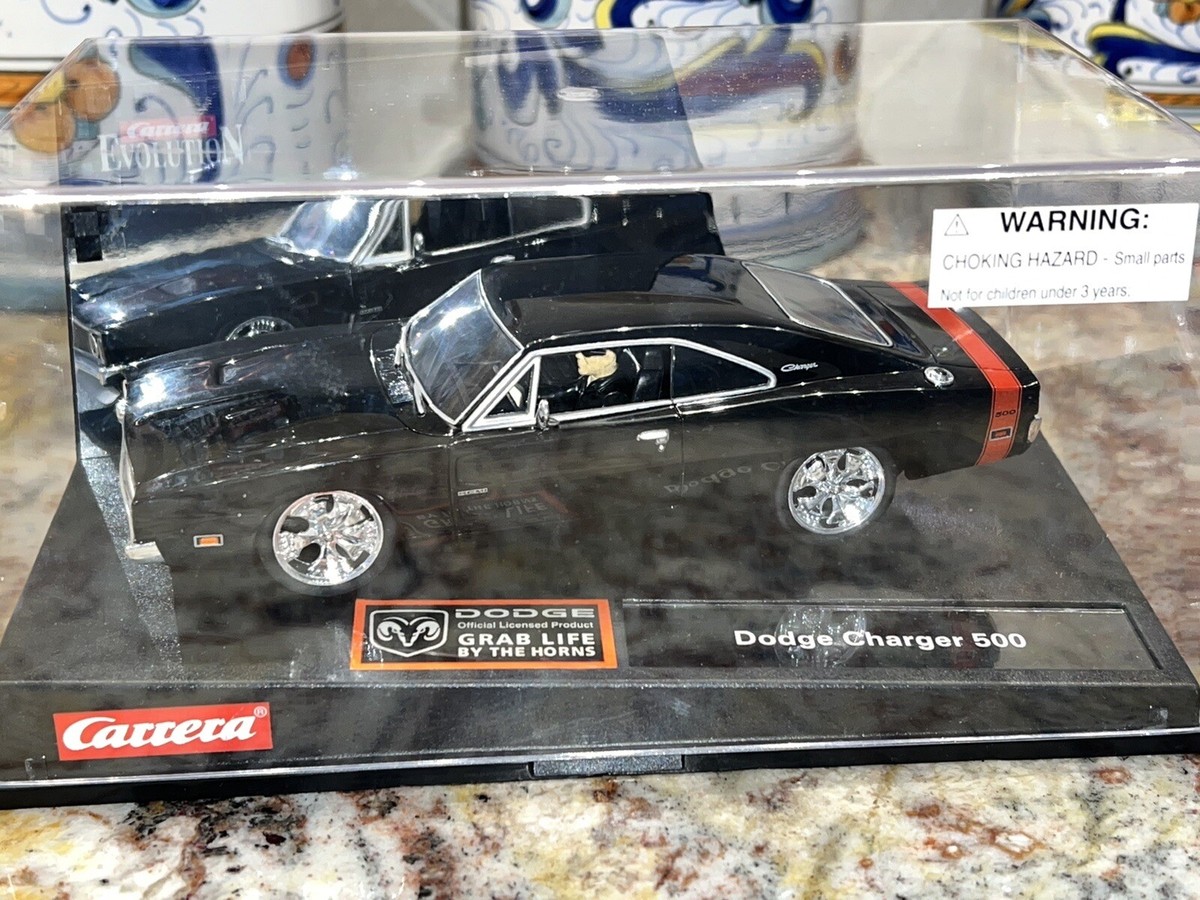 Carrera
EVOLUTION
WARNING:
CHOKING HAZARD - Small parts
Not for children under 3 years.
Charger
500
DODGE
Official Licensed Product
GRAB LIFE
BY THE HORNS
Dodge Charger 500
Carrera®